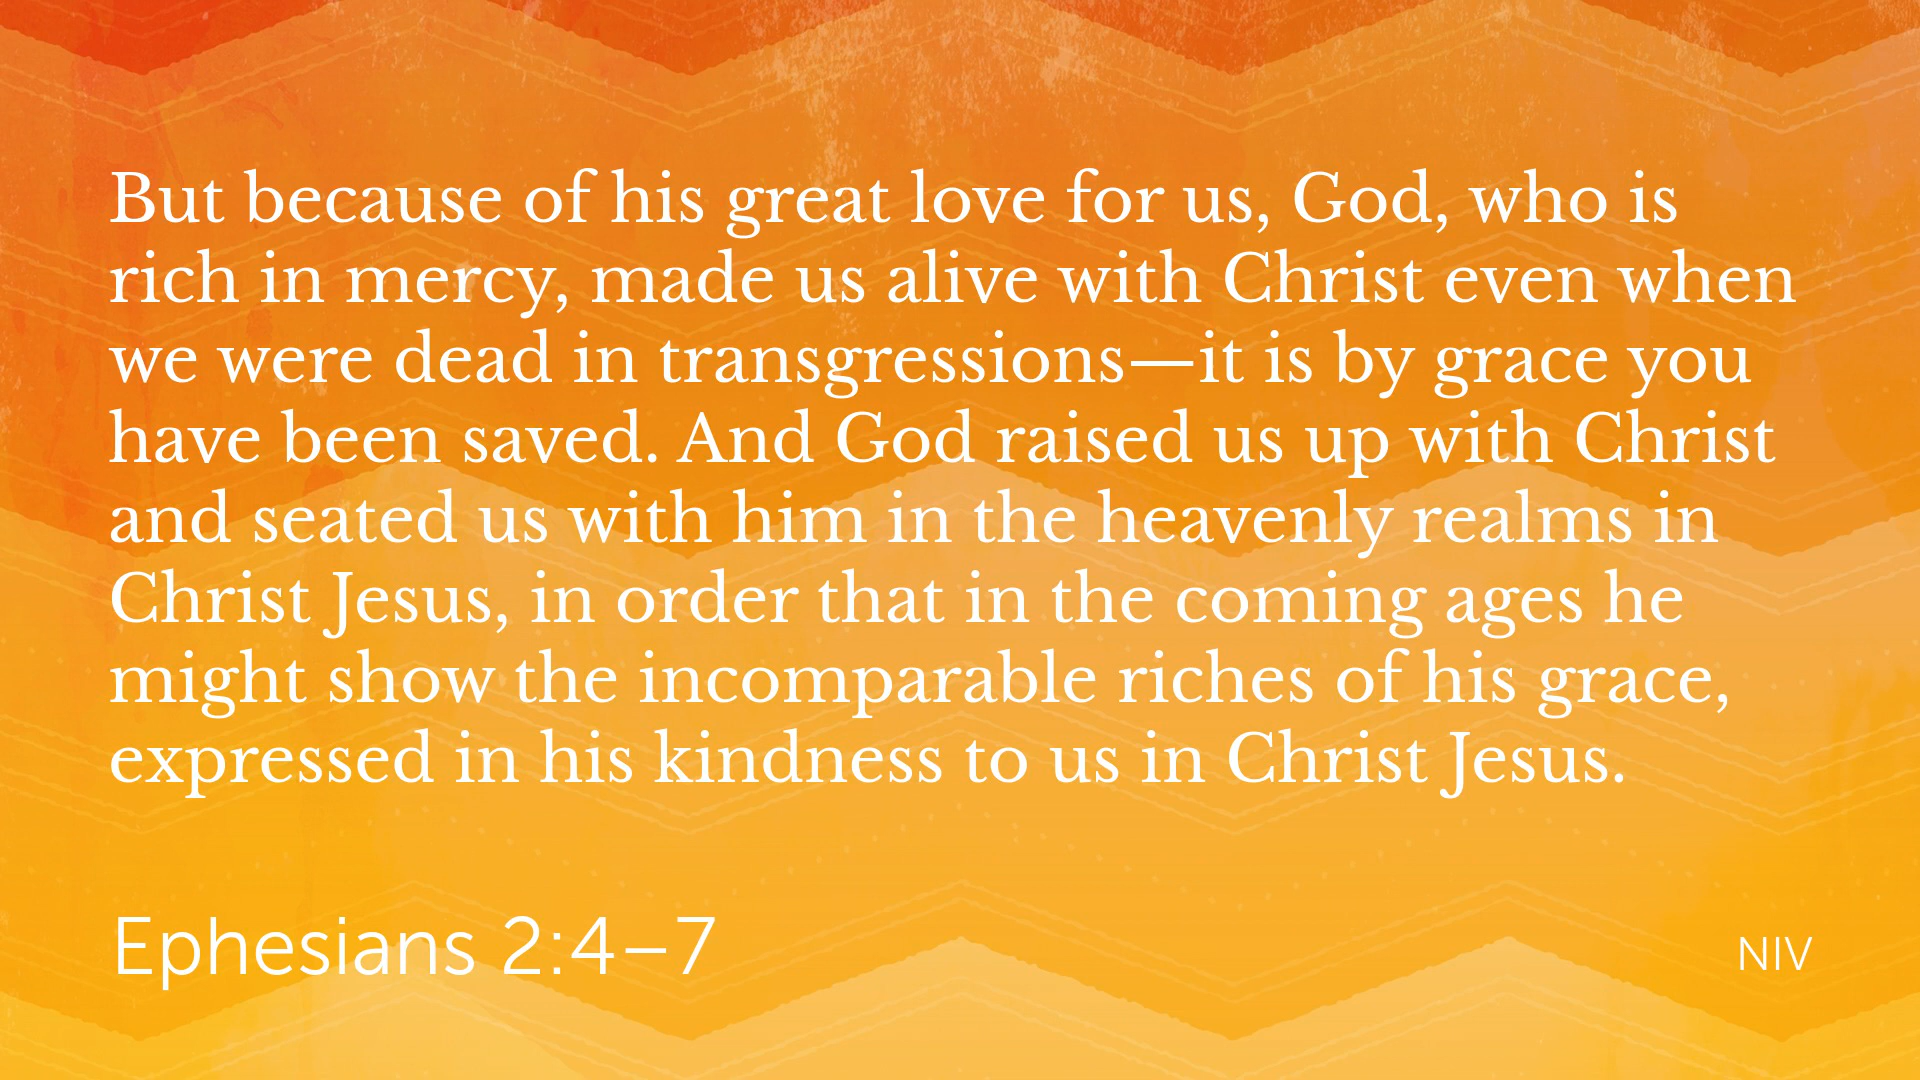 But because of his great love for us, God, who is
rich in mercy, made us alive with Christ even when
we were dead in transgressions—it is by grace you
have been saved. And God raised us up with Christ
and seated us with him in the heavenly realms in
Christ Jesus, in order that in the coming ages he
might show the incomparable riches of his grace,
expressed in his kindness to us in Christ Jesus.
Ephesians 2:4–7
NIV